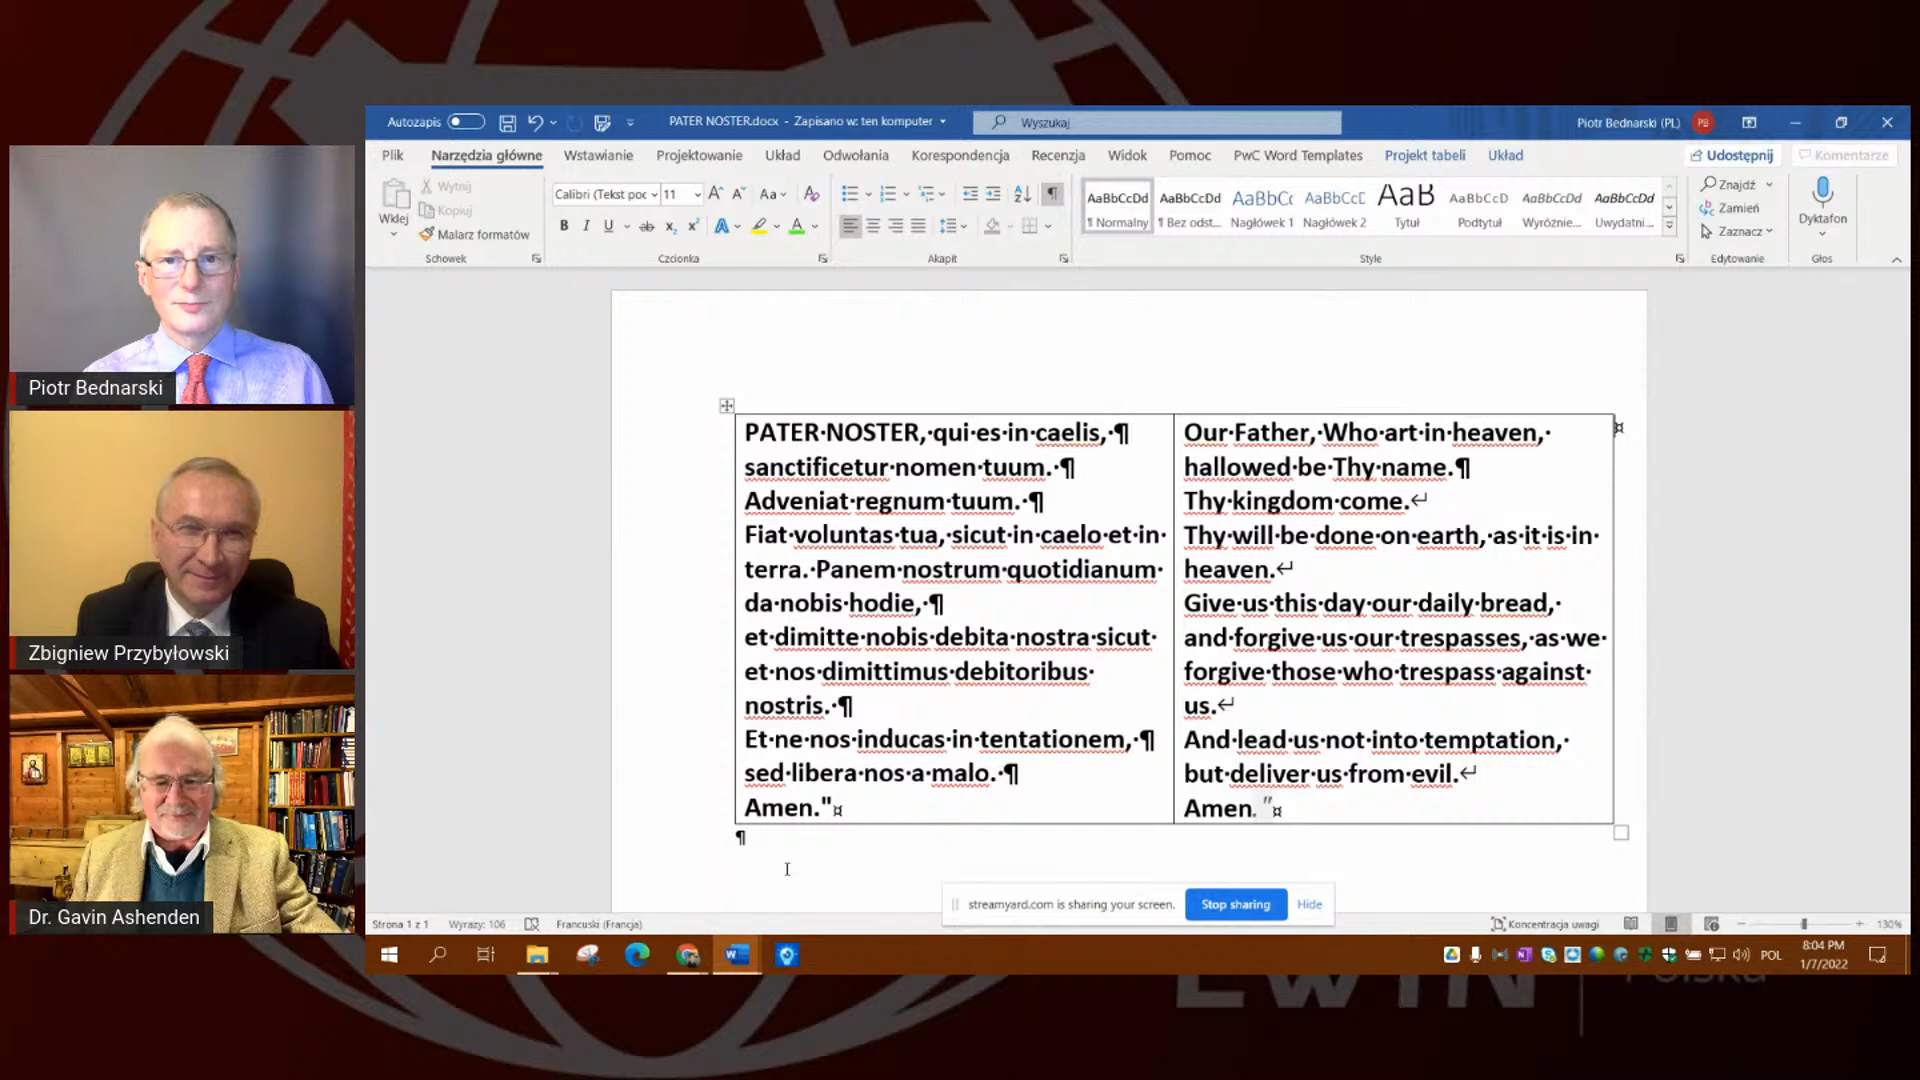 Autozapis
PATER NOSTER.docx - Zapisano w: ten komputer
Wyszukaj
Piotr Bednarski (PL)
PB
Plik
Narzędzia główne
Wstawianie
Projektowanie
Układ
Odwołania
Korespondencja
Recenzja
Widok
Pomoc
PwC Word Templates
Projekt tabeli
Układ
Udostępnij
Komentarze
Wklej
Wytnij
Kopiuj
Malarz formatów
Schowek
Calibri (Tekst poc
11
Czcionka
Akapit
AaBbCcDd
AaBbCcDd
AaBbCc
AaBbCcD
AaB
AaBbCcD
AaBbCcDd
AaBbCcDd
¶ Normalny
¶ Bez odst...
Nagłówek 1
Nagłówek 2
Tytuł
Podtytuł
Wyróżnie...
Uwydatni...
Style
Znajdź
Zamień
Zaznacz
Edytowanie
Dyktafon
Głos
Piotr Bednarski
Zbigniew Przybyłowski
Dr. Gavin Ashenden
PATER·NOSTER,·qui·es·in·caelis,·¶
sanctificetur·nomen·tuum.·¶
Adveniat·regnum·tuum.·¶
Fiat·voluntas·tua,·sicut·in·caelo·et·in·
terra.·Panem·nostrum·quotidianum·
da·nobis·hodie,·¶
et·dimitte·nobis·debita·nostra·sicut·
et·nos·dimittimus·debitoribus·
nostris.·¶
Et·ne·nos·inducas·in·tentationem,·¶
sed·libera·nos·a·malo.·¶
Amen."¤
¶
Our·Father,·Who·art·in·heaven,·
hallowed·be·Thy·name.¶
Thy·kingdom·come.↵
Thy·will·be·done·on·earth,·as·it·is·in·
heaven.↵
Give·us·this·day·our·daily·bread,·
and·forgive·us·our·trespasses,·as·we·
forgive·those·who·trespass·against·
us.↵
And·lead·us·not·into·temptation,·
but·deliver·us·from·evil.↵
Amen. "¤
¤
streamyard.com is sharing your screen.
Stop sharing
Hide
Strona 1 z 1
Wyrazy: 106
Francuski (Francja)
Koncentracja uwagi
130%
POL
8:04 PM
1/7/2022
EWTN
Polska